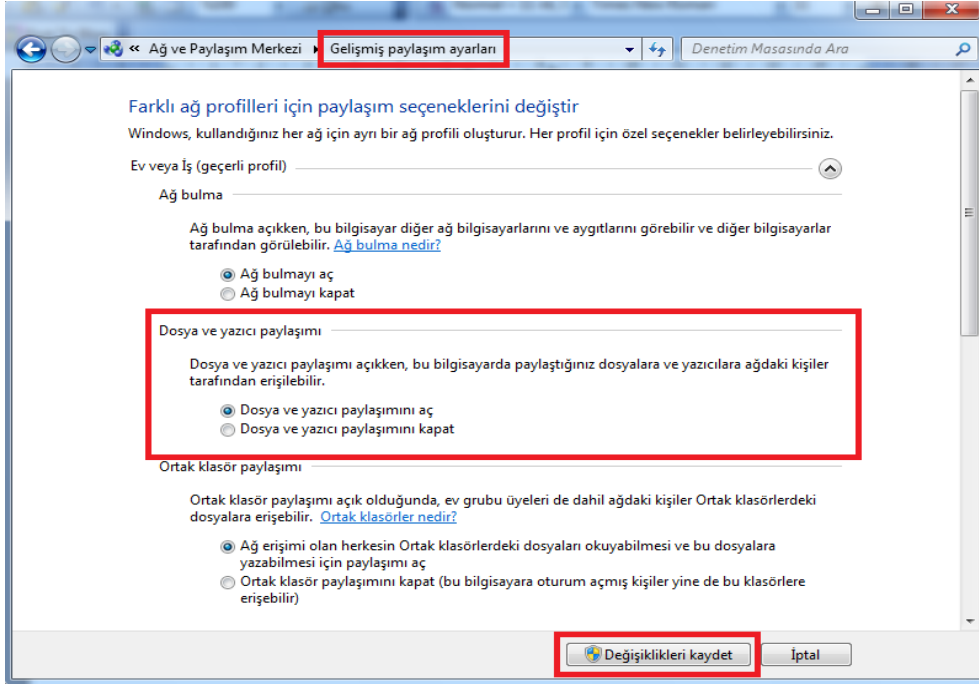 « Ağ ve Paylaşım Merkezi ▸ Gelişmiş paylaşım ayarları
Denetim Masasında Ara
Farklı ağ profilleri için paylaşım seçeneklerini değiştir
Windows, kullandığınız her ağ için ayrı bir ağ profili oluşturur. Her profil için özel seçenekler belirleyebilirsiniz.
Ev veya İş (geçerli profil)
Ağ bulma
Ağ bulma açıkken, bu bilgisayar diğer ağ bilgisayarlarını ve aygıtlarını görebilir ve diğer bilgisayarlar
tarafından görülebilir. Ağ bulma nedir?
Ağ bulmayı aç
Ağ bulmayı kapat
Dosya ve yazıcı paylaşımı
Dosya ve yazıcı paylaşımı açıkken, bu bilgisayarda paylaştığınız dosyalara ve yazıcılara ağdaki kişiler
tarafından erişilebilir.
Dosya ve yazıcı paylaşımını aç
Dosya ve yazıcı paylaşımını kapat
Ortak klasör paylaşımı
Ortak klasör paylaşımı açık olduğunda, ev grubu üyeleri de dahil ağdaki kişiler Ortak klasörlerdeki
dosyalara erişebilir. Ortak klasörler nedir?
Ağ erişimi olan herkesin Ortak klasörlerdeki dosyaları okuyabilmesi ve bu dosyalara
yazabilmesi için paylaşımı aç
Ortak klasör paylaşımını kapat (bu bilgisayara oturum açmış kişiler yine de bu klasörlere
erişebilir)
Değişiklikleri kaydet
İptal